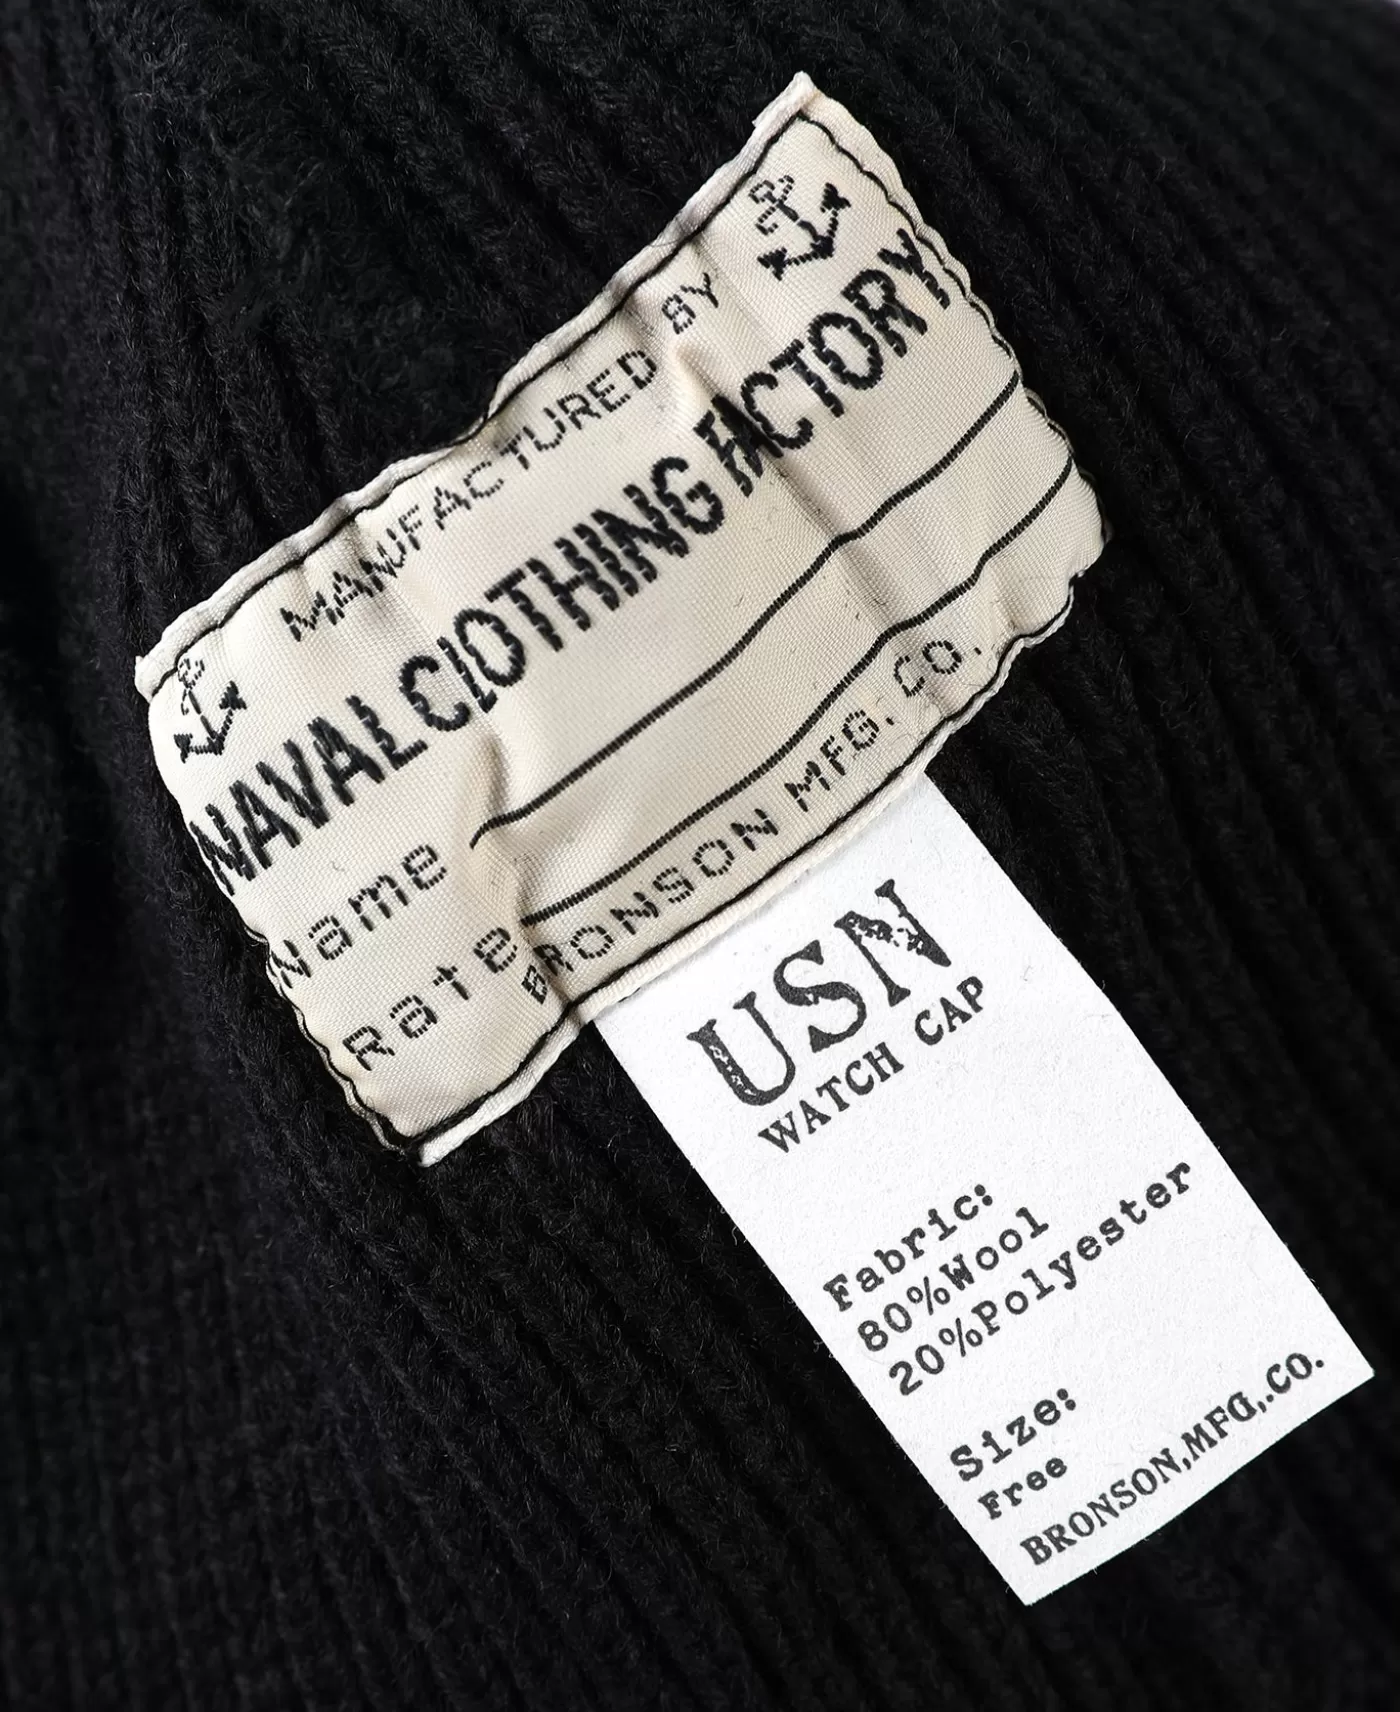 MANUFACTURED BY
NAVAL CLOTHING FACTORY
Name
Rate
BRONSON MFG. CO.
USN
WATCH CAP
Fabric:
80%Wool
20%Polyester
Size:
Free
BRONSON,MFG,.CO.